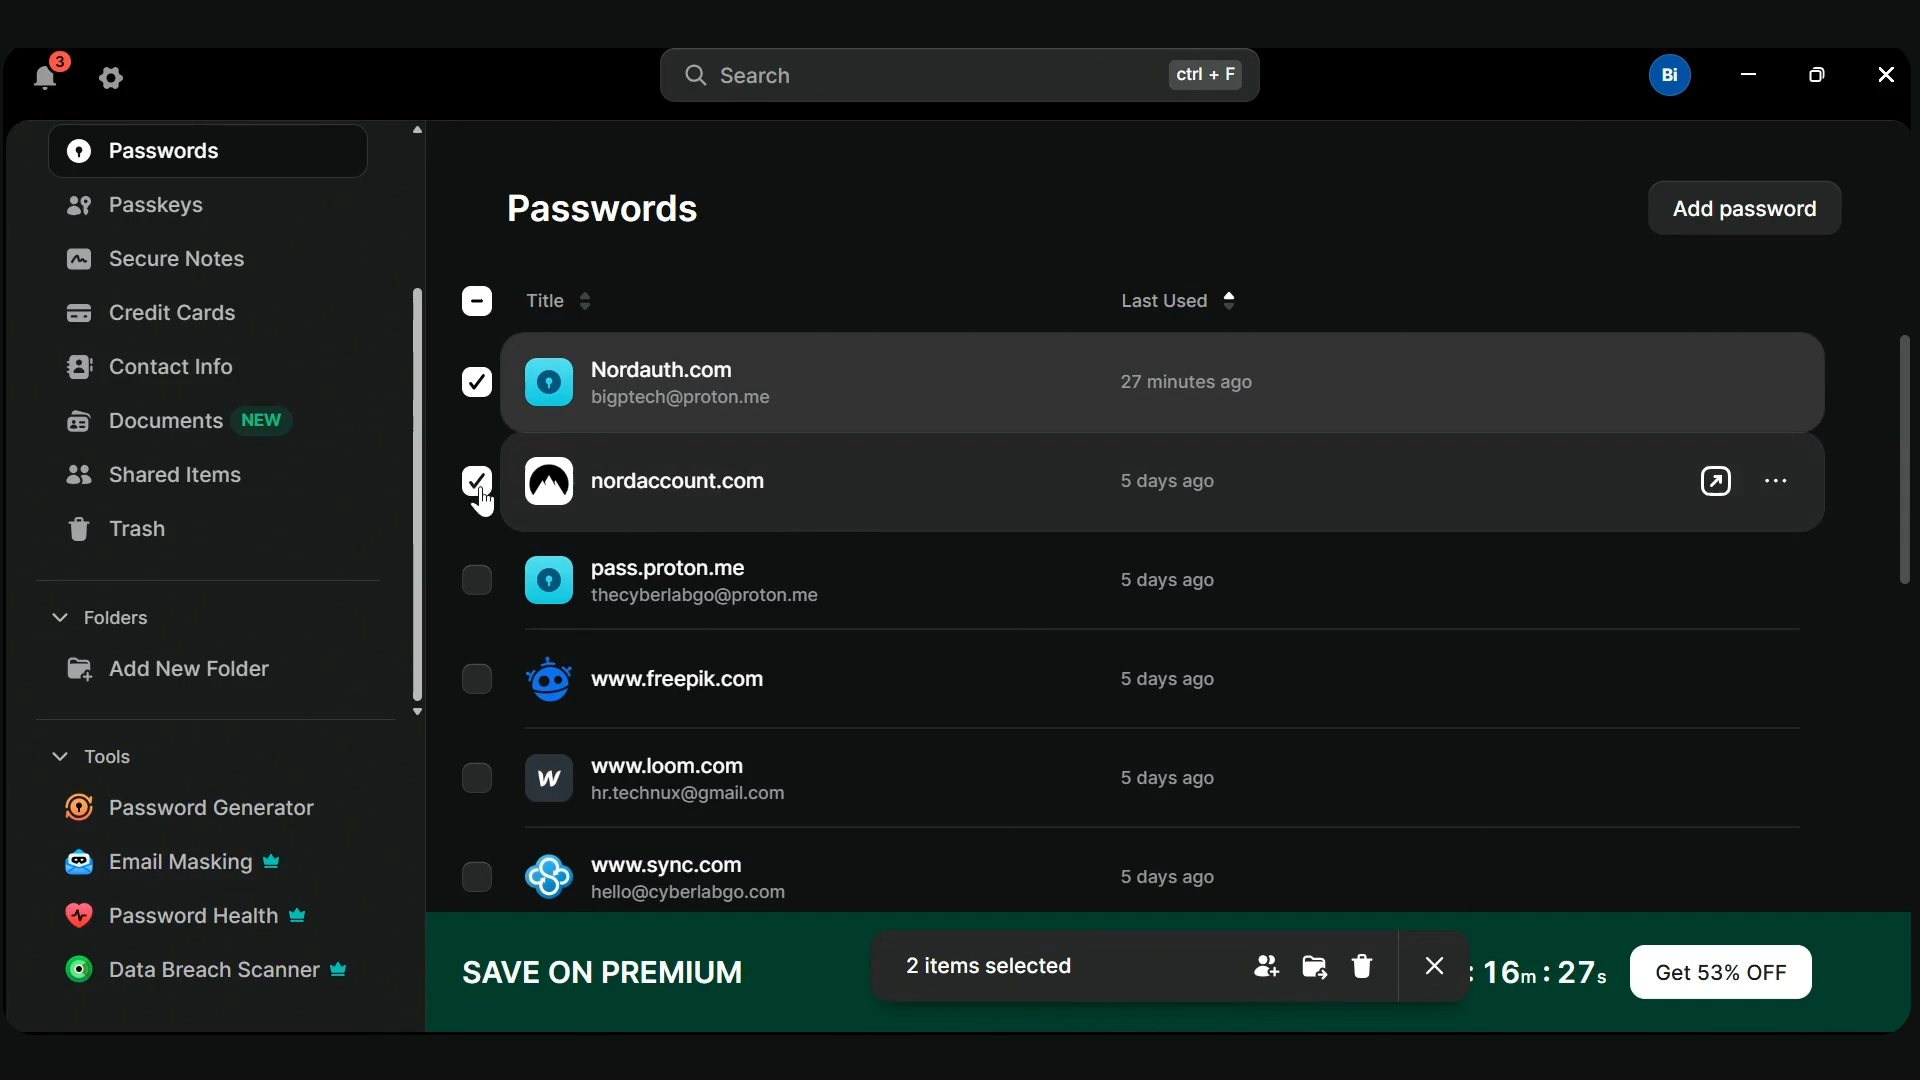 3
Search
ctrl + F
Bi
Passwords
Passkeys
Secure Notes
Credit Cards
Contact Info
Documents NEW
Shared Items
Trash
Folders
Add New Folder
Tools
Password Generator
Email Masking
Password Health
Data Breach Scanner
Passwords
Add password
Title
Last Used
Nordauth.com
bigptech@proton.me
27 minutes ago
nordaccount.com
5 days ago
pass.proton.me
thecyberlabgo@proton.me
5 days ago
www.freepik.com
5 days ago
W
www.loom.com
hr.technux@gmail.com
5 days ago
www.sync.com
hello@cyberlabgo.com
5 days ago
SAVE ON PREMIUM
2 items selected
: 16m : 27s
Get 53% OFF